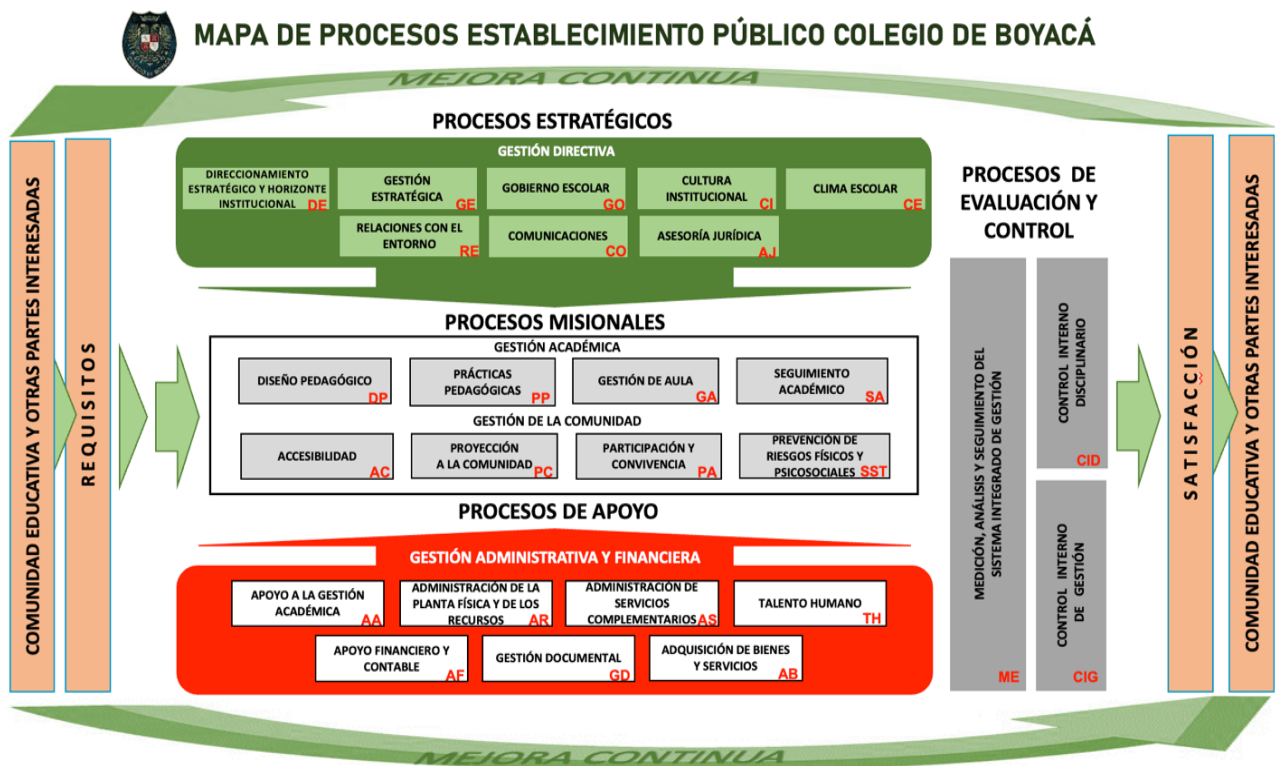 MAPA DE PROCESOS ESTABLECIMIENTO PÚBLICO COLEGIO DE BOYACÁ
MEJORA CONTINUA
COMUNIDAD EDUCATIVA Y OTRAS PARTES INTERESADAS
REQUISITOS
PROCESOS ESTRATÉGICOS
GESTIÓN DIRECTIVA
DIRECCIONAMIENTO
ESTRATÉGICO Y HORIZONTE
INSTITUCIONAL DE
GESTIÓN
ESTRATÉGICA GE
GOBIERNO ESCOLAR
GO
CULTURA
INSTITUCIONAL CI
CLIMA ESCOLAR
CE
RELACIONES CON EL
ENTORNO
RE
COMUNICACIONES
CO
ASESORÍA JURÍDICA
AJ
PROCESOS MISIONALES
GESTIÓN ACADÉMICA
DISEÑO PEDAGÓGICO
DP
PRÁCTICAS
PEDAGÓGICAS PP
GESTIÓN DE AULA
GA
SEGUIMIENTO
ACADÉMICO SA
GESTIÓN DE LA COMUNIDAD
ACCESIBILIDAD
AC
PROYECCIÓN
A LA COMUNIDAD PC
PARTICIPACIÓN Y
CONVIVENCIA PA
PREVENCIÓN DE
RIESGOS FÍSICOS Y
PSICOSOCIALES SST
PROCESOS DE APOYO
GESTIÓN ADMINISTRATIVA Y FINANCIERA
APOYO A LA GESTIÓN
ACADÉMICA AA
ADMINISTRACIÓN DE LA
PLANTA FÍSICA Y DE LOS
RECURSOS AR
ADMINISTRACIÓN DE
SERVICIOS
COMPLEMENTARIOS AS
TALENTO HUMANO
TH
APOYO FINANCIERO Y
CONTABLE AF
GESTIÓN DOCUMENTAL
GD
ADQUISICIÓN DE BIENES
Y SERVICIOS AB
PROCESOS DE
EVALUACIÓN Y
CONTROL
MEDICIÓN, ANÁLISIS Y SEGUIMIENTO DEL
SISTEMA INTEGRADO DE GESTIÓN
ME
CONTROL INTERNO
DISCIPLINARIO
CID
CONTROL INTERNO
DE GESTIÓN
CIG
SATISFACCIÓN
COMUNIDAD EDUCATIVA Y OTRAS PARTES INTERESADAS
MEJORA CONTINUA